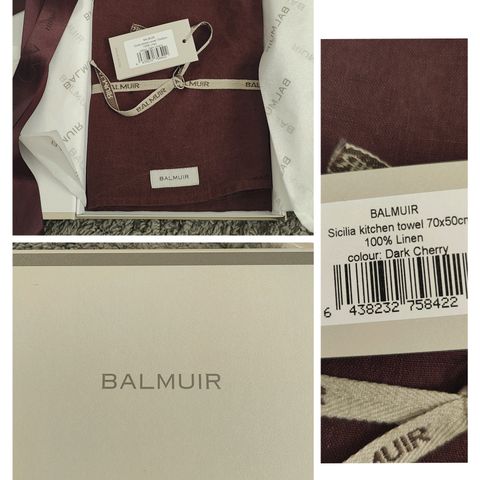 BALMUIR
BALMUIR
BALMUIR
BALMUIR
BALMUIR
Sicilia kitchen towel 70x50cm
100% Linen
colour: Dark Cherry
6 438232 758422
BALMUIR